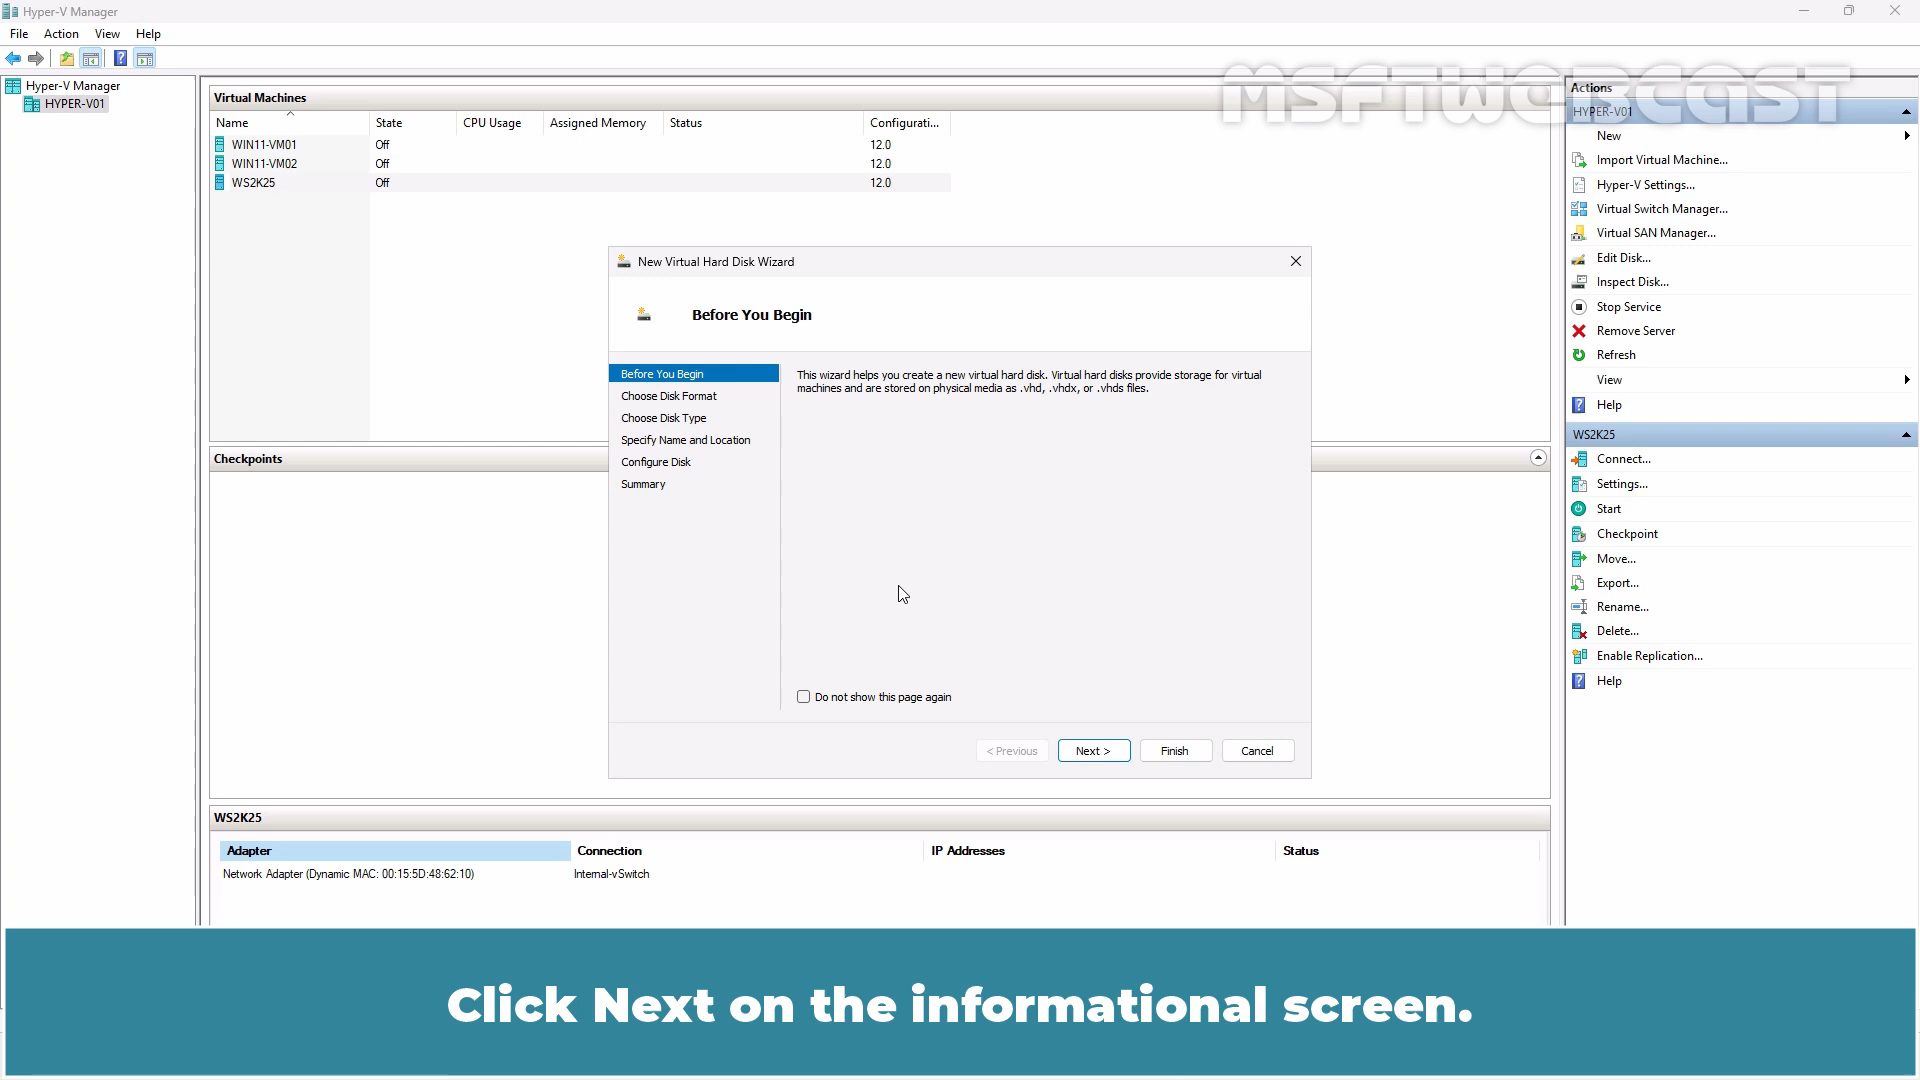 Hyper-V Manager
File Action View Help
Hyper-V Manager
HYPER-V01
Virtual Machines
Name State CPU Usage Assigned Memory Status Configurati...
WIN11-VM01 Off 12.0
WIN11-VM02 Off 12.0
WS2K25 Off 12.0
New Virtual Hard Disk Wizard
Before You Begin
Before You Begin
Choose Disk Format
Choose Disk Type
Specify Name and Location
Configure Disk
Summary
This wizard helps you create a new virtual hard disk. Virtual hard disks provide storage for virtual
machines and are stored on physical media as .vhd, .vhdx, or .vhds files.
Do not show this page again
< Previous Next > Finish Cancel
Checkpoints
WS2K25
Adapter Connection IP Addresses Status
Network Adapter (Dynamic MAC: 00:15:5D:48:62:10) Internal-vSwitch
MSFTWEBCAST
Actions
HYPER-V01
New
Import Virtual Machine...
Hyper-V Settings...
Virtual Switch Manager...
Virtual SAN Manager...
Edit Disk...
Inspect Disk...
Stop Service
Remove Server
Refresh
View
Help
WS2K25
Connect...
Settings...
Start
Checkpoint
Move...
Export...
Rename...
Delete...
Enable Replication...
Help
Click Next on the informational screen.